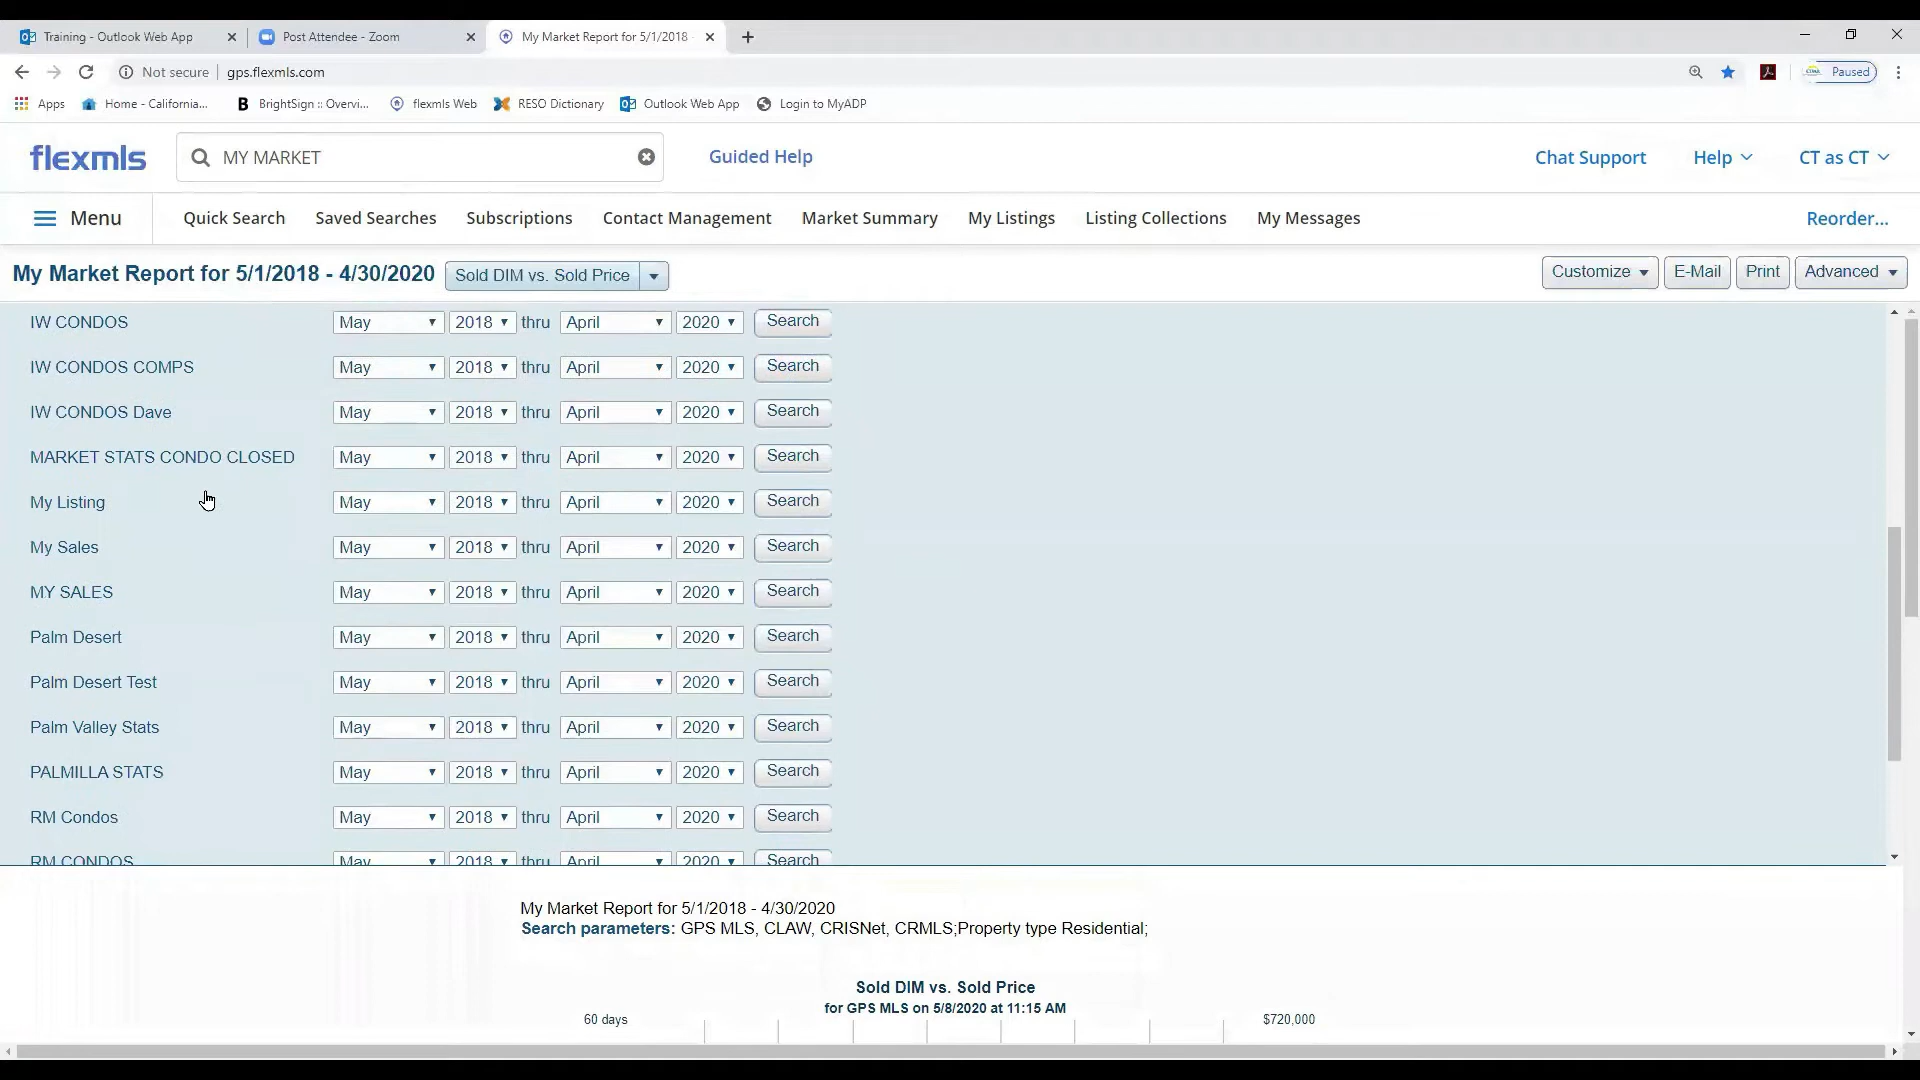 Training - Outlook Web App
Post Attendee - Zoom
My Market Report for 5/1/2018 -
Not secure gps.flexmls.com
Paused
Apps Home - California... BrightSign :: Overvi... flexmls Web RESO Dictionary Outlook Web App Login to MyADP
flexmls MY MARKET Guided Help Chat Support Help CT as CT
Menu Quick Search Saved Searches Subscriptions Contact Management Market Summary My Listings Listing Collections My Messages Reorder...
My Market Report for 5/1/2018 - 4/30/2020 Sold DIM vs. Sold Price Customize E-Mail Print Advanced
IW CONDOS May 2018 thru April 2020 Search
IW CONDOS COMPS May 2018 thru April 2020 Search
IW CONDOS Dave May 2018 thru April 2020 Search
MARKET STATS CONDO CLOSED May 2018 thru April 2020 Search
My Listing May 2018 thru April 2020 Search
My Sales May 2018 thru April 2020 Search
MY SALES May 2018 thru April 2020 Search
Palm Desert May 2018 thru April 2020 Search
Palm Desert Test May 2018 thru April 2020 Search
Palm Valley Stats May 2018 thru April 2020 Search
PALMILLA STATS May 2018 thru April 2020 Search
RM Condos May 2018 thru April 2020 Search
RM CONDOS May 2018 thru April 2020 Search
My Market Report for 5/1/2018 - 4/30/2020
Search parameters: GPS MLS, CLAW, CRISNet, CRMLS;Property type Residential;
Sold DIM vs. Sold Price
for GPS MLS on 5/8/2020 at 11:15 AM
60 days $720,000